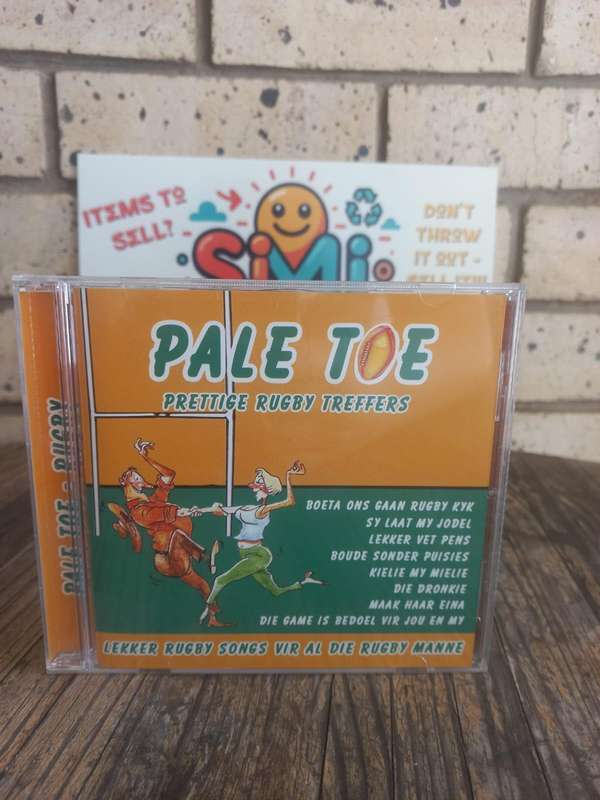 ITEMS TO
SELL?
SiMi
DON'T
THROW
IT OUT -
PALE TOE
PRETTIGE RUGBY TREFFERS
BOETA ONS GAAN RUGBY KYK
SY LAAT MY JODEL
LEKKER VET PENS
BOUDE SONDER PUISIES
KIELIE MY MIELIE
DIE DRONKIE
MAAK HAAR EINA
DIE GAME IS BEDOEL VIR JOU EN MY
LEKKER RUGBY SONGS VIR AL DIE RUGBY MANNE
PALE TOE - RUGBY